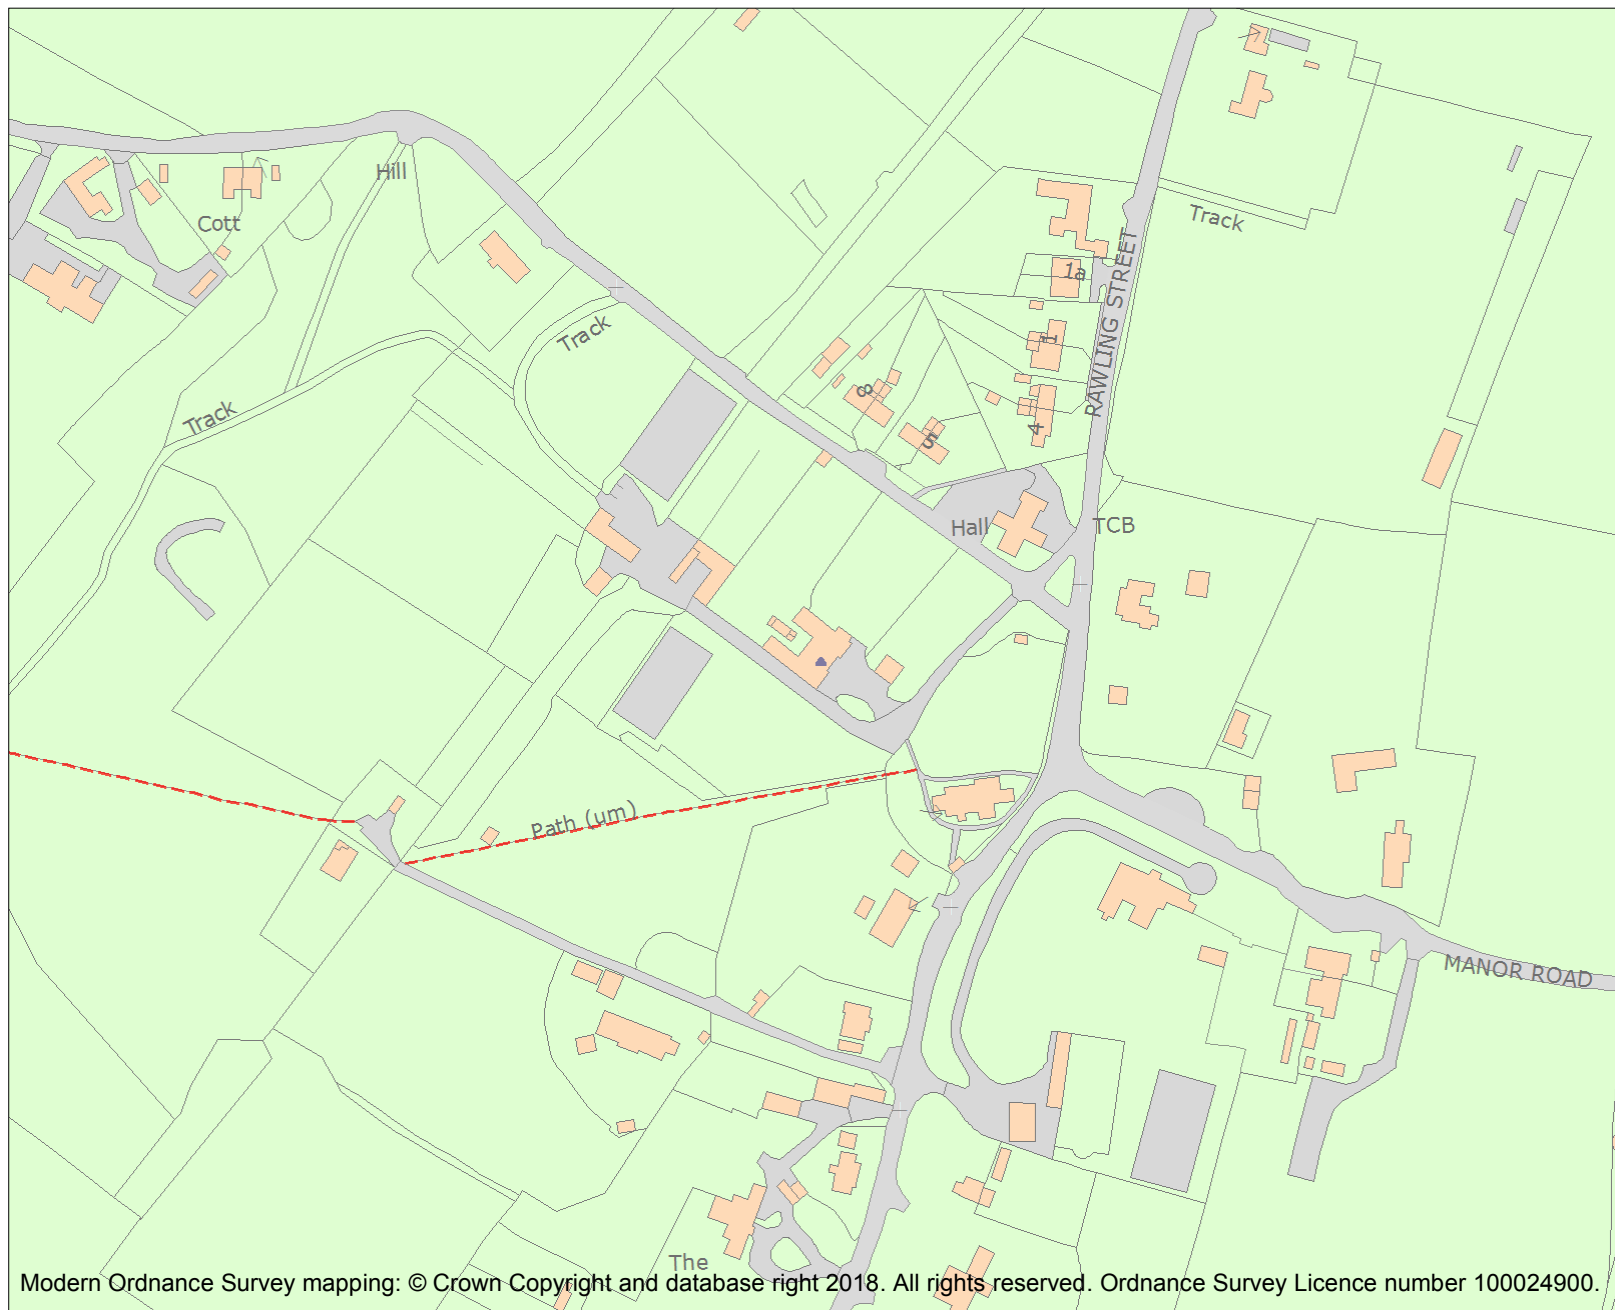 Hill
Cott
Track
1a
RAWLING STREET
Track
1
Track
8
4
5
Hall
TCB
Path (um)
MANOR ROAD
The
Modern Ordnance Survey mapping: © Crown Copyright and database right 2018. All rights reserved. Ordnance Survey Licence number 100024900.